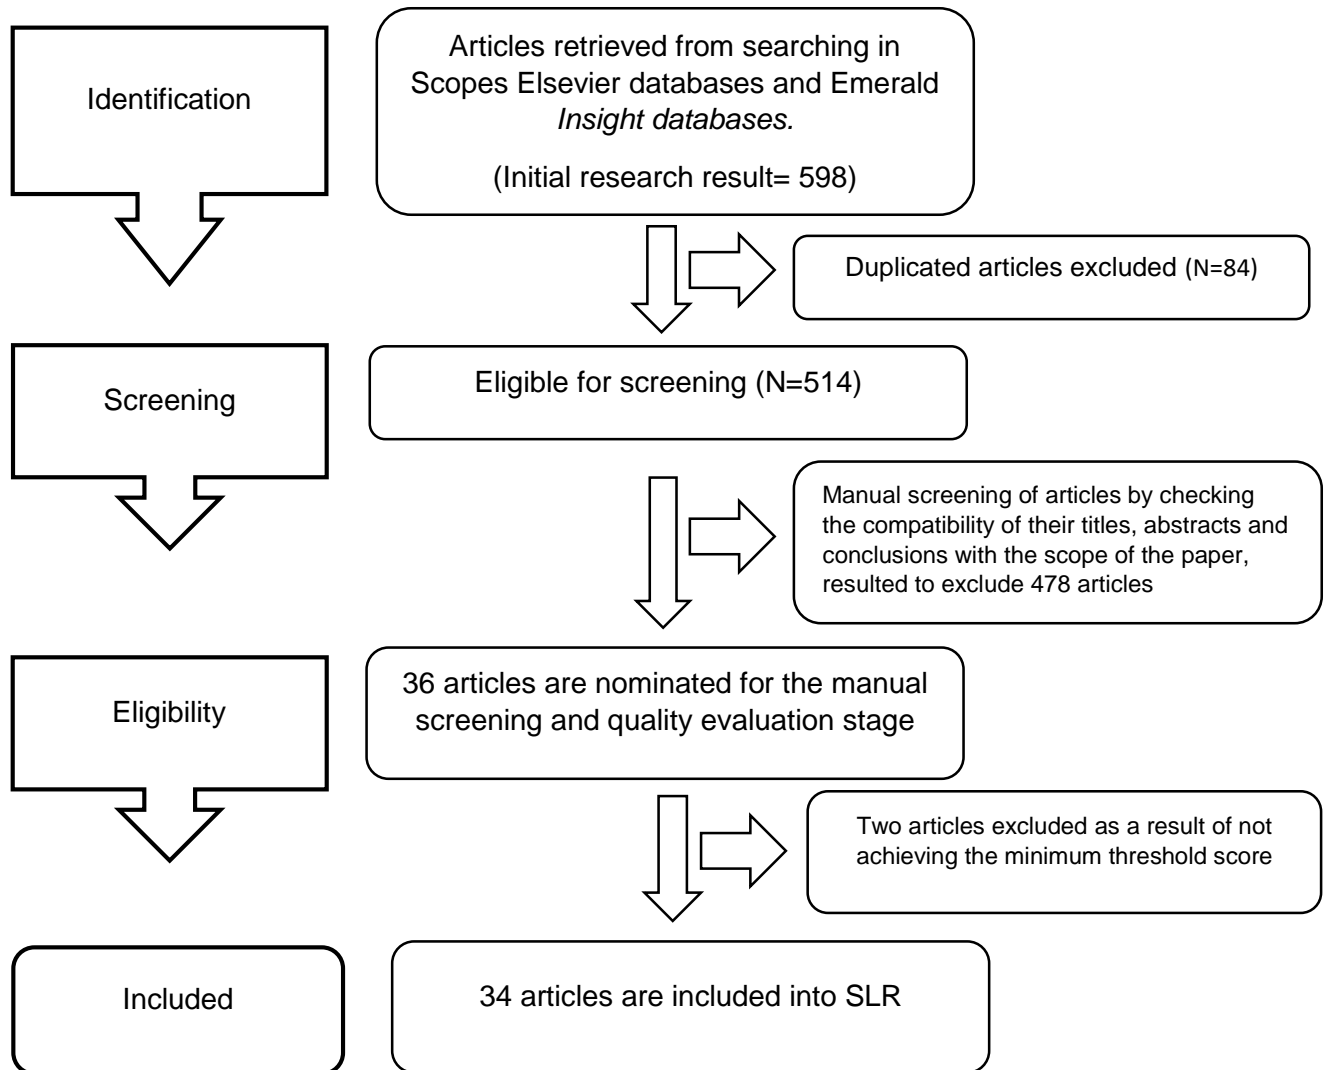 Identification
Articles retrieved from searching in
Scopes Elsevier databases and Emerald
Insight databases.
(Initial research result= 598)
Duplicated articles excluded (N=84)
Screening
Eligible for screening (N=514)
Manual screening of articles by checking
the compatibility of their titles, abstracts and
conclusions with the scope of the paper,
resulted to exclude 478 articles
Eligibility
36 articles are nominated for the manual
screening and quality evaluation stage
Two articles excluded as a result of not
achieving the minimum threshold score
Included
34 articles are included into SLR